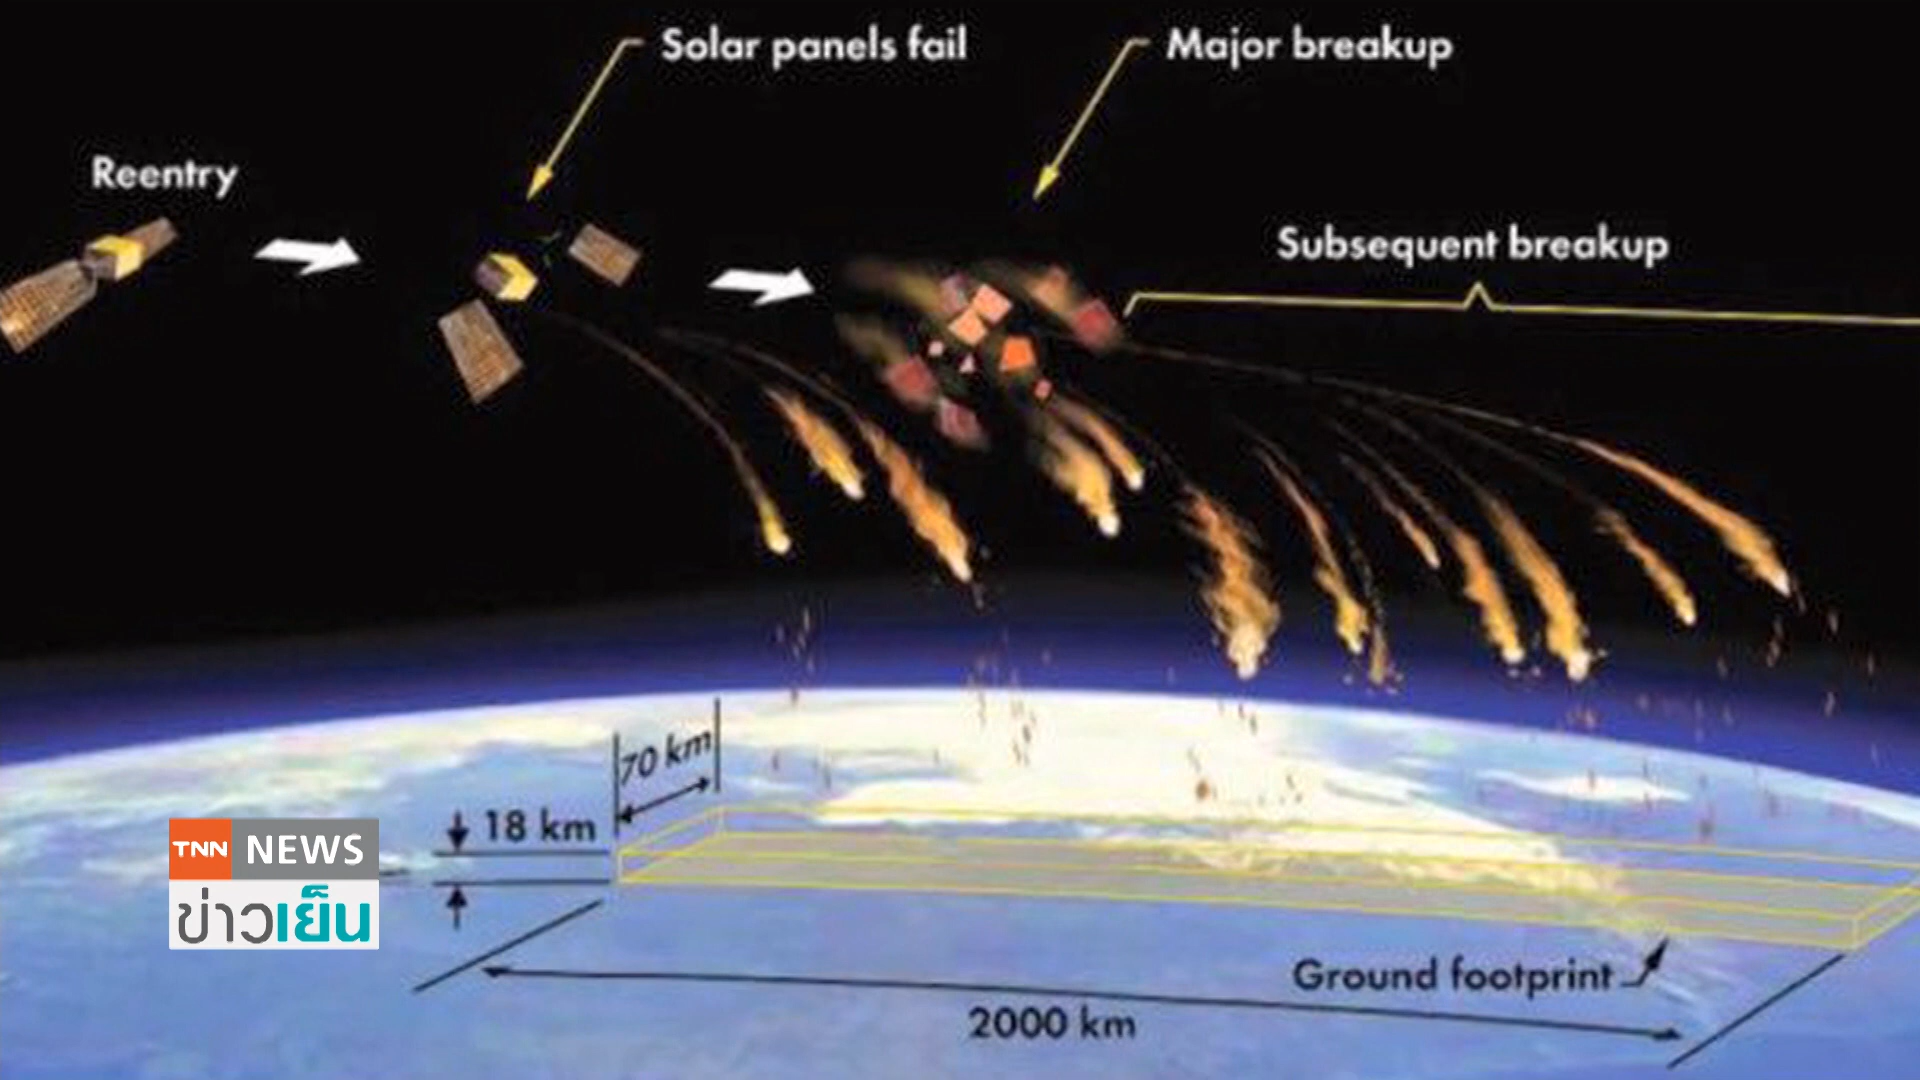 Solar panels fail
Major breakup
Reentry
Subsequent breakup
70 km
18 km
TNN NEWS
ข่าวเย็น
Ground footprint
2000 km